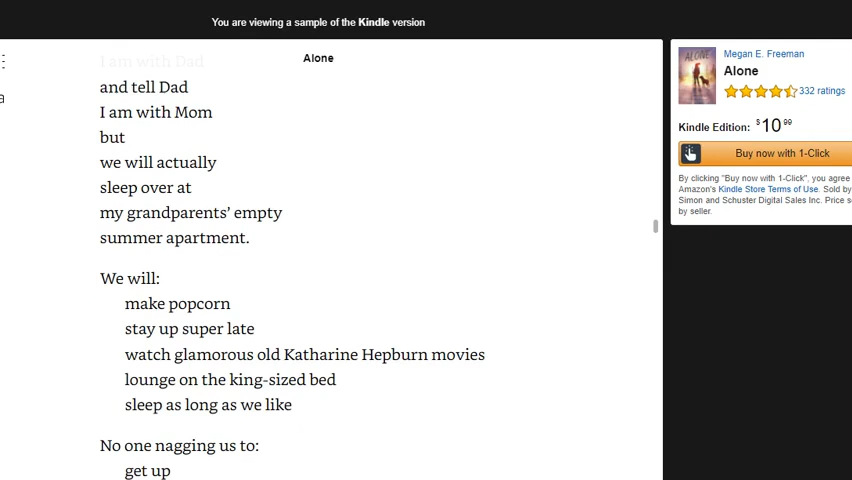 You are viewing a sample of the Kindle version
Alone
I am with Dad
and tell Dad
I am with Mom
but
we will actually
sleep over at
my grandparents’ empty
summer apartment.
We will:
make popcorn
stay up super late
watch glamorous old Katharine Hepburn movies
lounge on the king-sized bed
sleep as long as we like
No one nagging us to:
get up
ALONE
Megan E. Freeman
Alone
332 ratings
Kindle Edition: $10.99
Buy now with 1-Click
By clicking "Buy now with 1-Click", you agree
Amazon's Kindle Store Terms of Use. Sold by
Simon and Schuster Digital Sales Inc. Price
by seller.